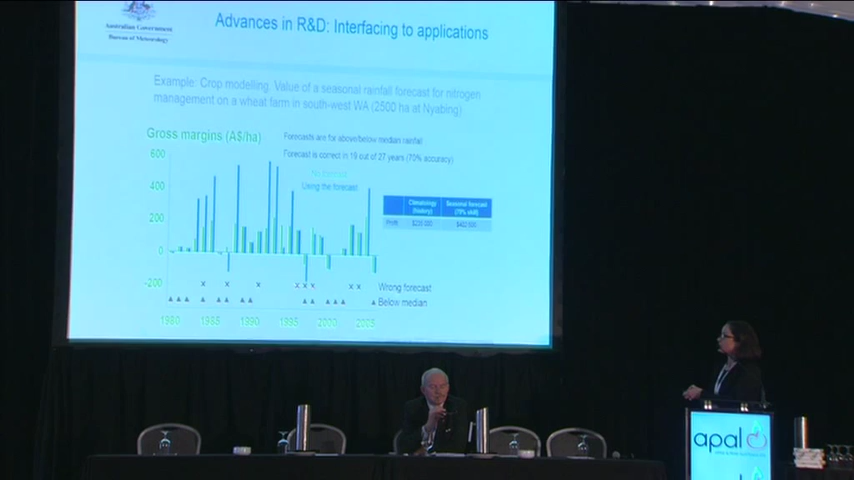 Australian Government
Bureau of Meteorology
Advances in R&D: Interfacing to applications
Example: Crop modelling. Value of a seasonal rainfall forecast for nitrogen
management on a wheat farm in south-west WA (2500 ha at Nyabing)
Gross margins (A$/ha)
Forecasts are for above/below median rainfall
Forecast is correct in 19 out of 27 years (70% accuracy)
No forecast
Using the forecast
600
400
200
0
-200
Climatology (history)
Seasonal forecast (70% skill)
Profit
Wrong forecast
Below median
1980
1985
1990
1995
2000
2005
apal